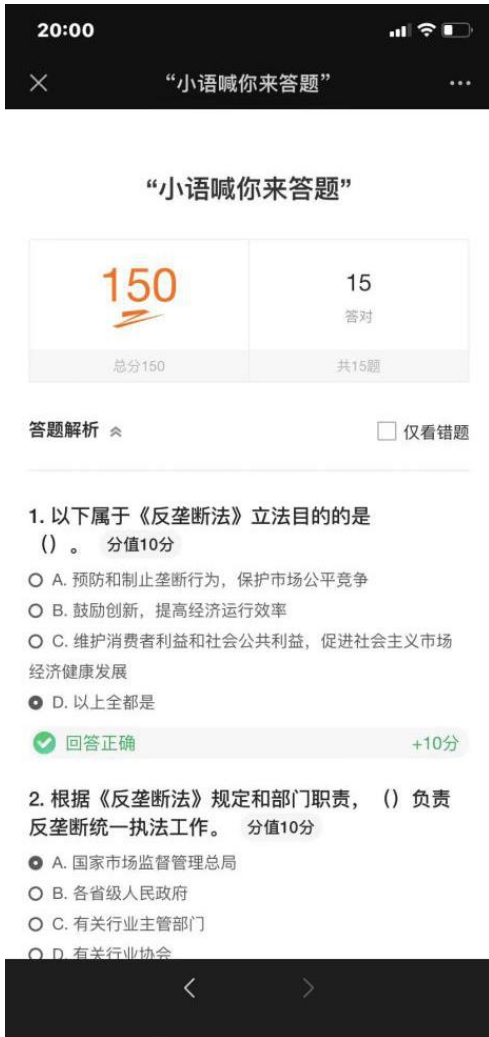 20:00
“小语喊你来答题”
“小语喊你来答题”
150
15
答对
总分150
共15题
答题解析
仅看错题
1. 以下属于《反垄断法》立法目的的是
（）。 分值10分
A. 预防和制止垄断行为，保护市场公平竞争
B. 鼓励创新，提高经济运行效率
C. 维护消费者利益和社会公共利益，促进社会主义市场
经济健康发展
D. 以上全都是
回答正确
+10分
2. 根据《反垄断法》规定和部门职责，（）负责
反垄断统一执法工作。 分值10分
A. 国家市场监督管理总局
B. 各省级人民政府
C. 有关行业主管部门
D. 有关行业协会